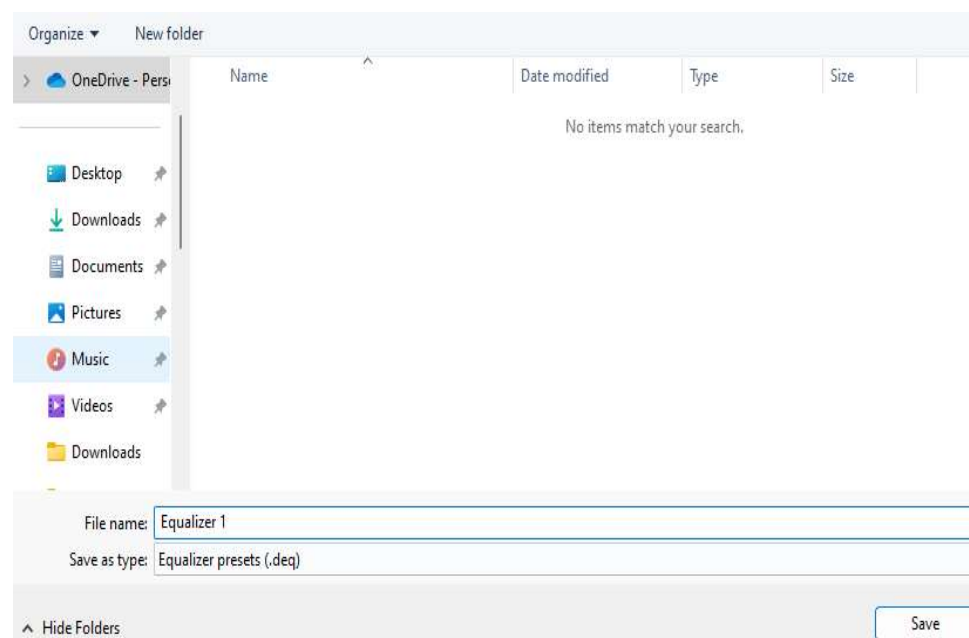 Organize New folder
OneDrive - Pers
Name Date modified Type Size
No items match your search.
Desktop
Downloads
Documents
Pictures
Music
Videos
Downloads
File name: Equalizer 1
Save as type: Equalizer presets (.deq)
Hide Folders Save